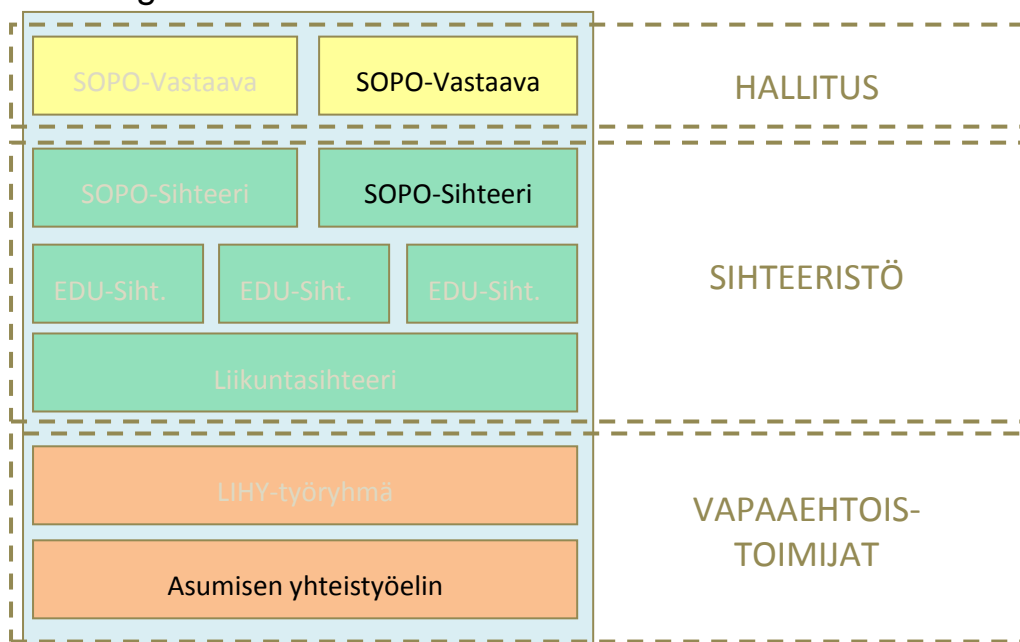 SOPO-Vastaava SOPO-Vastaava HALLITUS
SOPO-Sihteeri SOPO-Sihteeri
EDU-Siht. EDU-Siht. EDU-Siht. SIHTEERISTÖ
Liikuntasihteeri
LIHY-työryhmä
VAPAAEHTOIS-
TOIMIJAT
Asumisen yhteistyöelin